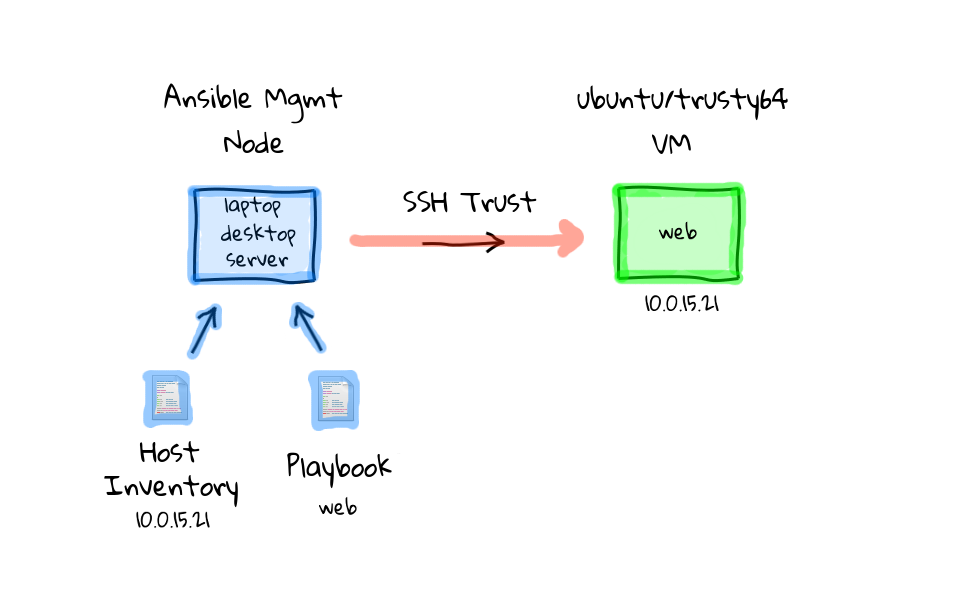 Ansible Mgmt
Node
ubuntu/trusty64
VM
laptop
desktop
server
SSH Trust
web
10.0.15.21
Host
Inventory
10.0.15.21
Playbook
web